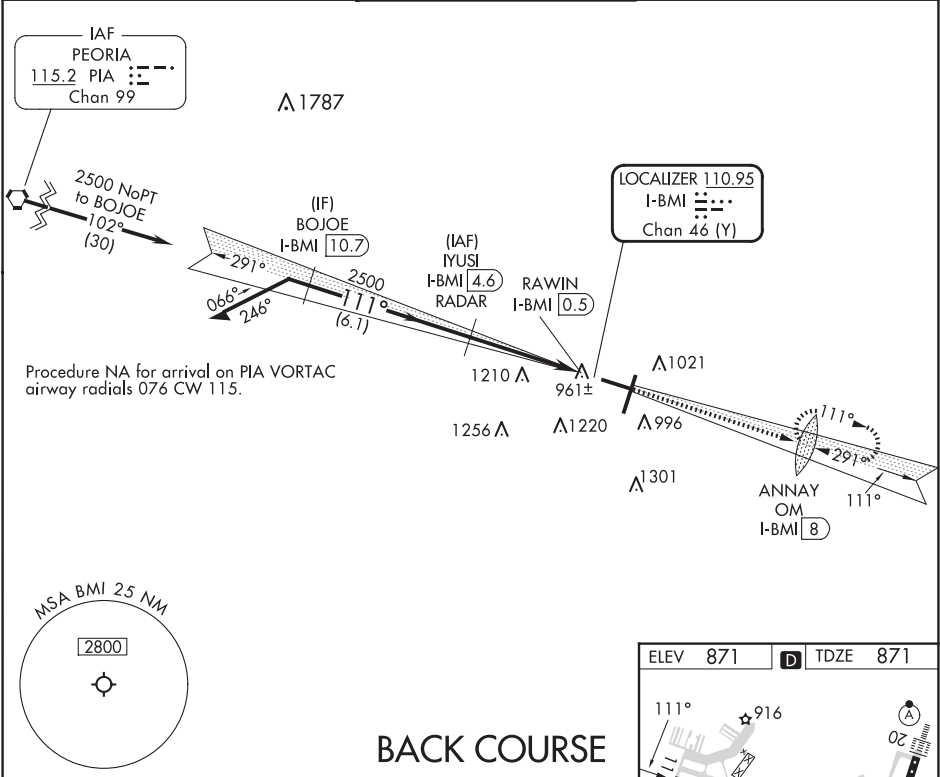 IAF
PEORIA
115.2 PIA
Chan 99
1787
2500 NoPT
to BOJOE
102°
(30)
(IF)
BOJOE
I-BMI 10.7
(IAF)
IYUSI
I-BMI 4.6
RADAR
RAWIN
I-BMI 0.5
LOCALIZER 110.95
I-BMI
Chan 46 (Y)
291°
2500
111°
(6.1)
066°
246°
Procedure NA for arrival on PIA VORTAC
airway radials 076 CW 115.
1210
961±
1021
1256
1220
996
1301
111°
291°
111°
ANNAY
OM
I-BMI 8
MSA BMI 25 NM
2800
BACK COURSE
ELEV 871 D TDZE 871
111°
916
A
20
11